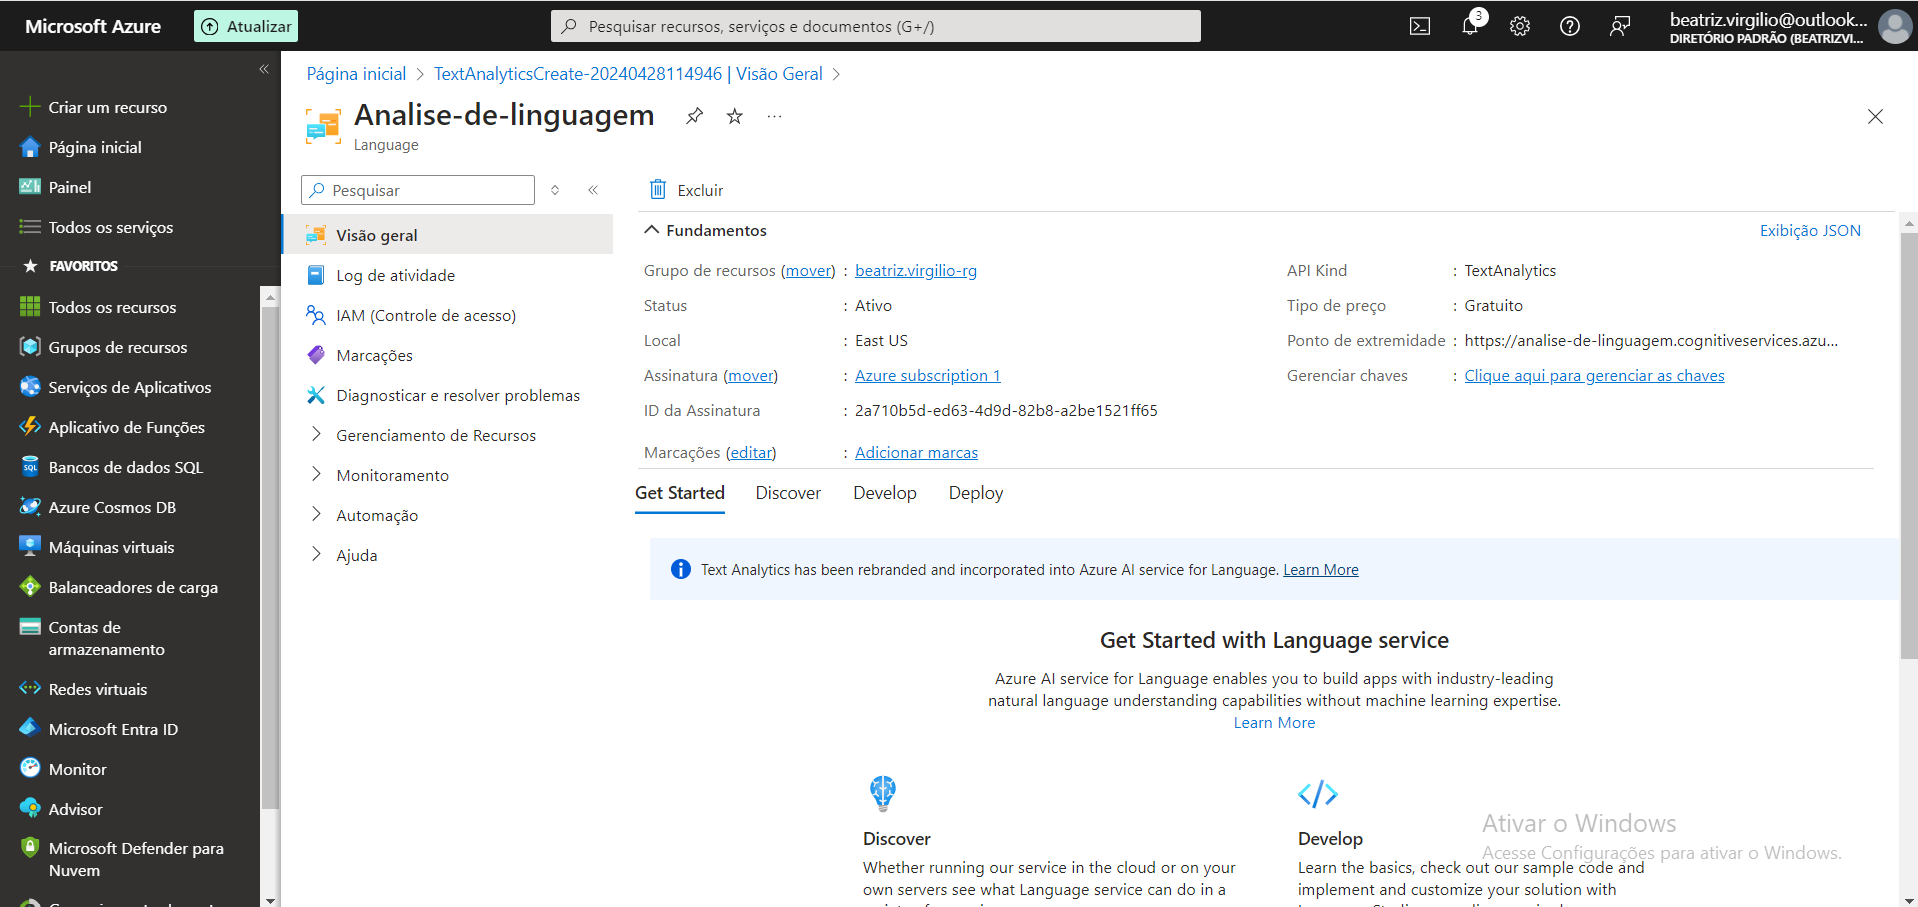 Microsoft Azure
Atualizar
Pesquisar recursos, serviços e documentos (G+/)
3
beatriz.virgilio@outlook...
DIRETÓRIO PADRÃO (BEATRIZVI...
Criar um recurso
Página inicial
Painel
Todos os serviços
FAVORITOS
Todos os recursos
Grupos de recursos
Serviços de Aplicativos
Aplicativo de Funções
Bancos de dados SQL
Azure Cosmos DB
Máquinas virtuais
Balanceadores de carga
Contas de
armazenamento
Redes virtuais
Microsoft Entra ID
Monitor
Advisor
Microsoft Defender para
Nuvem
Página inicial > TextAnalyticsCreate-20240428114946 | Visão Geral >
Analise-de-linguagem
Language
Pesquisar
Visão geral
Log de atividade
IAM (Controle de acesso)
Marcações
Diagnosticar e resolver problemas
Gerenciamento de Recursos
Monitoramento
Automação
Ajuda
Excluir
Fundamentos
Exibição JSON
Grupo de recursos (mover) : beatriz.virgilio-rg
Status : Ativo
Local : East US
Assinatura (mover) : Azure subscription 1
ID da Assinatura : 2a710b5d-ed63-4d9d-82b8-a2be1521ff65
Marcações (editar) : Adicionar marcas
API Kind : TextAnalytics
Tipo de preço : Gratuito
Ponto de extremidade : https://analise-de-linguagem.cognitiveservices.azu...
Gerenciar chaves : Clique aqui para gerenciar as chaves
Get Started Discover Develop Deploy
Text Analytics has been rebranded and incorporated into Azure AI service for Language. Learn More
Get Started with Language service
Azure AI service for Language enables you to build apps with industry-leading
natural language understanding capabilities without machine learning expertise.
Learn More
Discover
Whether running our service in the cloud or on your
own servers see what Language service can do in a
Develop
Learn the basics, check out our sample code and
implement and customize your solution with
Ativar o Windows
Acesse Configurações para ativar o Windows.